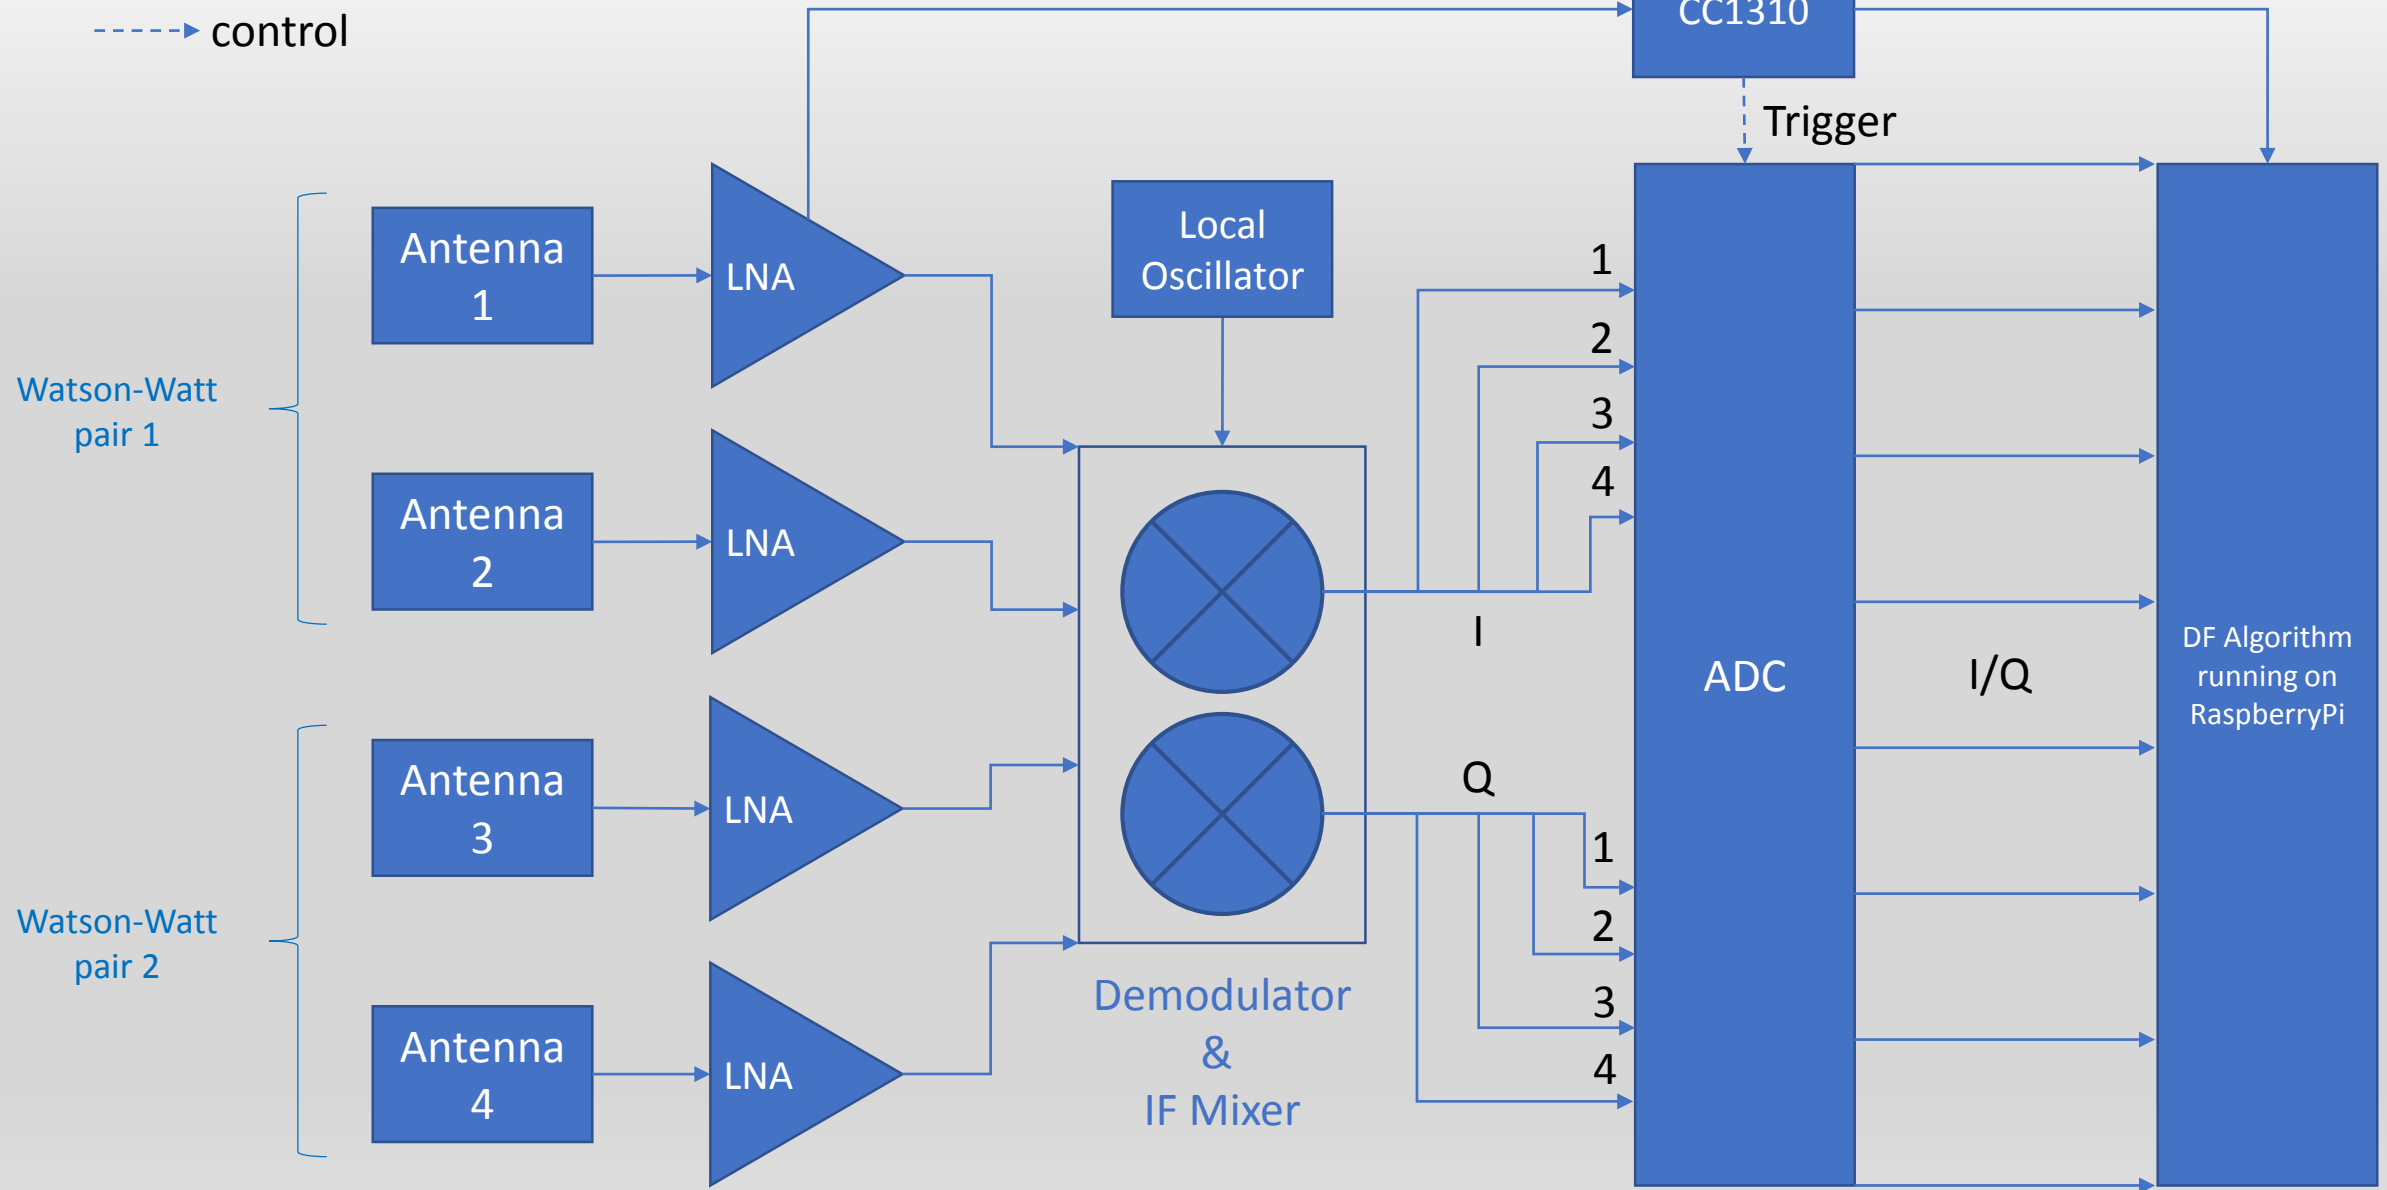 control
CC1310
Trigger
Antenna
1
LNA
Local
Oscillator
1
2
3
4
Watson-Watt
pair 1
Antenna
2
LNA
I
ADC
I/Q
DF Algorithm
running on
RaspberryPi
Antenna
3
LNA
Q
1
2
3
4
Watson-Watt
pair 2
Antenna
4
LNA
Demodulator
&
IF Mixer